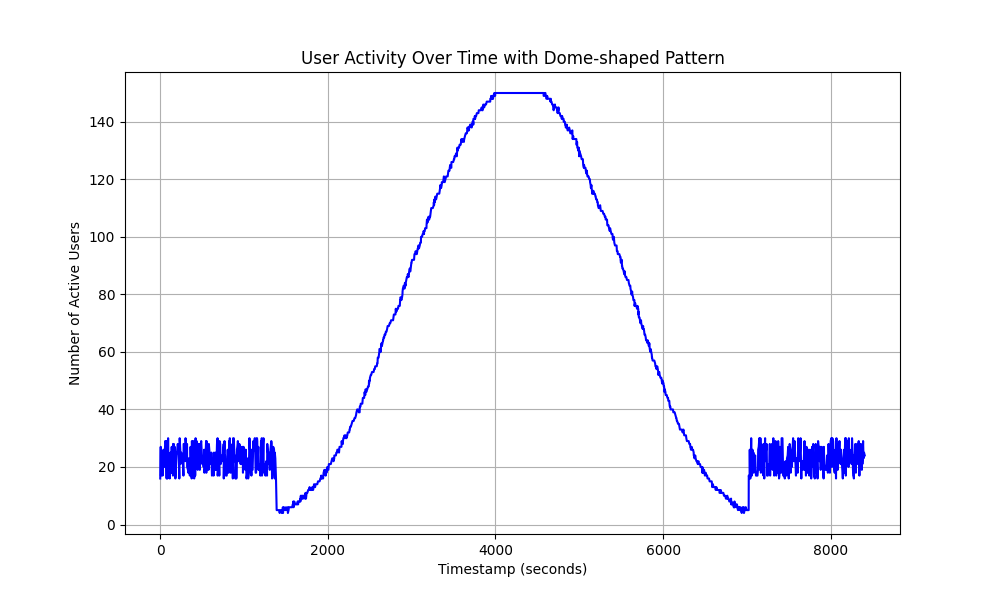 User Activity Over Time with Dome-shaped Pattern
Number of Active Users
140
120
100
80
60
40
20
0
0 2000 4000 6000 8000
Timestamp (seconds)